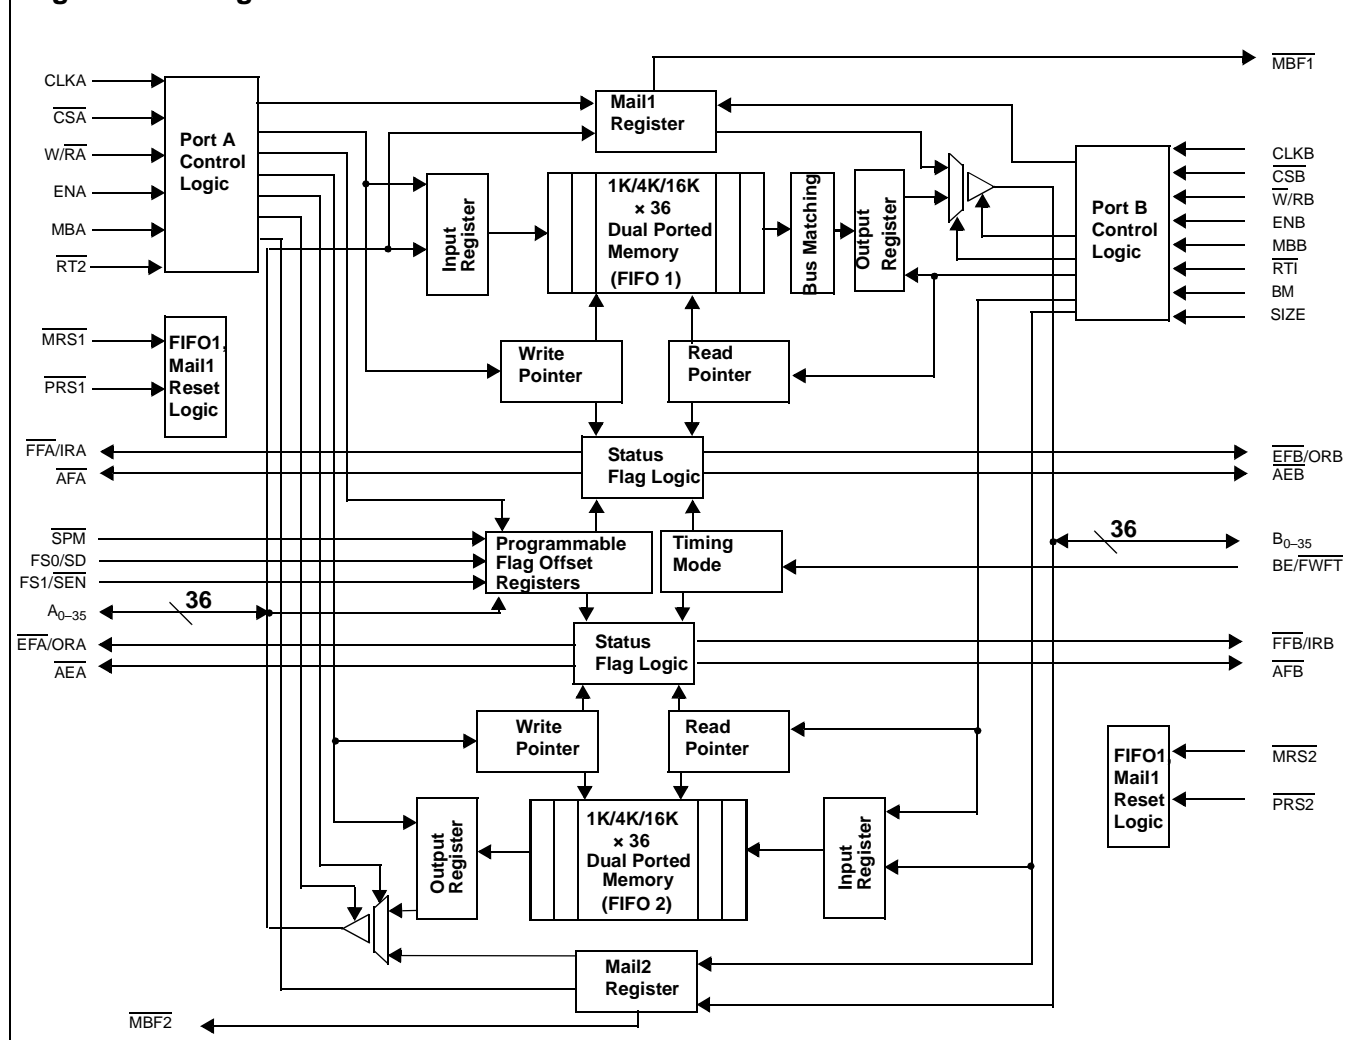 MBF1
CLKA
CSA
W/RA
ENA
MBA
RT2
Port A
Control
Logic
Mail1
Register
CLKB
CSB
W/RB
ENB
MBB
RTI
BM
SIZE
Port B
Control
Logic
Input
Register
1K/4K/16K
× 36
Dual Ported
Memory
(FIFO 1)
Bus Matching
Output
Register
MRS1
PRS1
FIFO1,
Mail1
Reset
Logic
Write
Pointer
Read
Pointer
FFA/IRA
AFA
Status
Flag Logic
EFB/ORB
AEB
SPM
FS0/SD
FS1/SEN
Programmable
Flag Offset
Registers
Timing
Mode
36
B0–35
BE/FWFT
A0–35
36
EFA/ORA
AEA
Status
Flag Logic
FFB/IRB
AFB
Write
Pointer
Read
Pointer
FIFO1,
Mail1
Reset
Logic
MRS2
PRS2
Output
Register
1K/4K/16K
× 36
Dual Ported
Memory
(FIFO 2)
Input
Register
Mail2
Register
MBF2